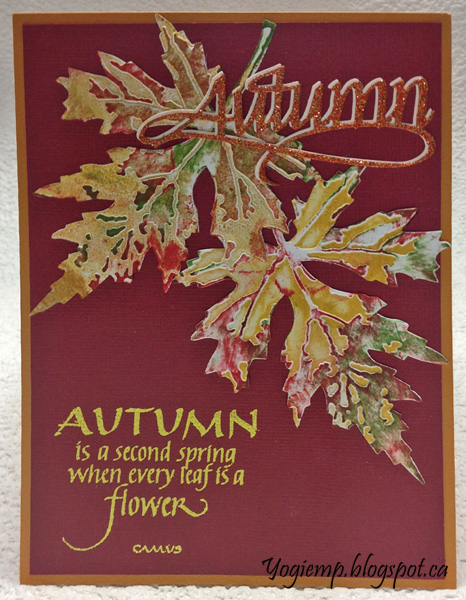 Autumn
AUTUMN
is a second spring
when every leaf is a
flower
CAMUS
Yogiemp.blogspot.ca